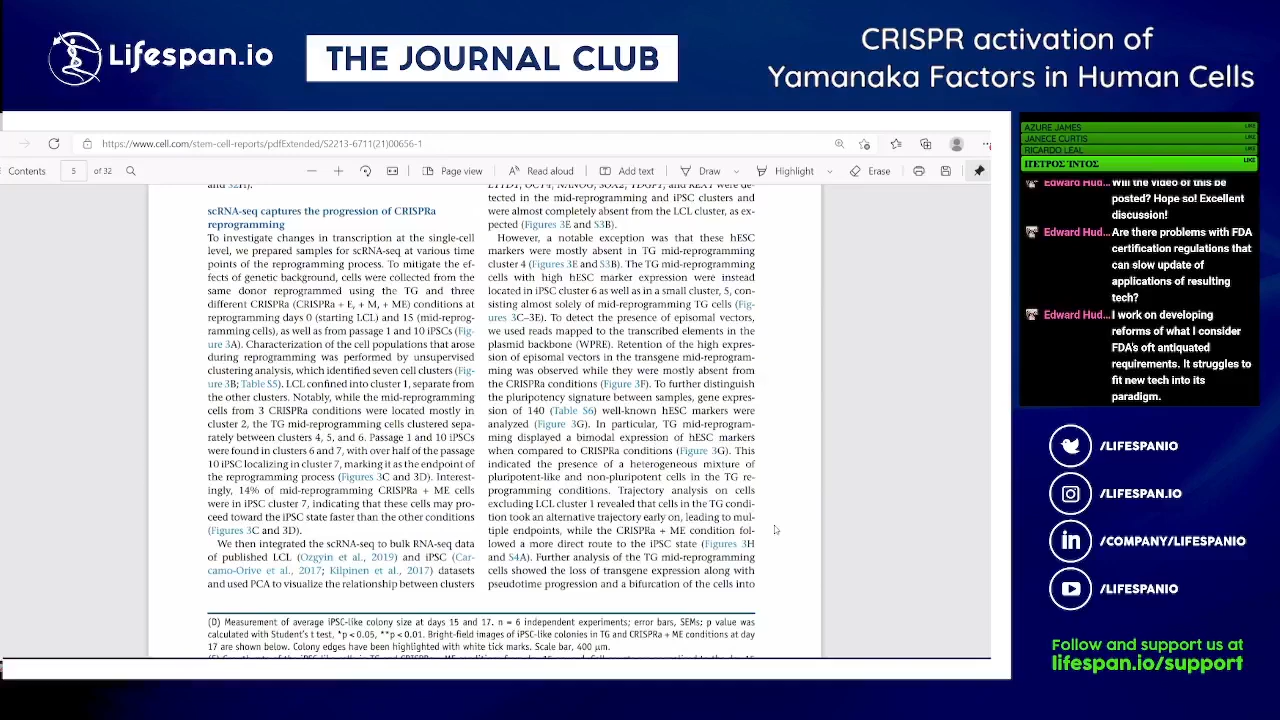 Lifespan.io
THE JOURNAL CLUB
CRISPR activation of
Yamanaka Factors in Human Cells
Contents
5
of 32
Page view
Read aloud
Add text
Draw
Highlight
Erase
scRNA-seq captures the progression of CRISPRa
reprogramming
To investigate changes in transcription at the single-cell
level, we prepared samples for scRNA-seq at various time
points of the reprogramming process. To mitigate the ef-
fects of genetic background, cells were collected from the
same donor reprogrammed using the TG and three
different CRISPRa (CRISPRa + E, + M, + ME) conditions at
reprogramming days 0 (starting LCL) and 15 (mid-reprog-
ramming cells), as well as from passage 1 and 10 iPSCs (Fig-
ure 3A). Characterization of the cell populations that arose
during reprogramming was performed by unsupervised
clustering analysis, which identified seven cell clusters (Fig-
ure 3B; Table S5). LCL confined into cluster 1, separate from
the other clusters. Notably, while the mid-reprogramming
cells from 3 CRISPRa conditions were located mostly in
cluster 2, the TG mid-reprogramming cells clustered sepa-
rately between clusters 4, 5, and 6. Passage 1 and 10 iPSCs
were found in clusters 6 and 7, with over half of the passage
10 iPSC localizing in cluster 7, marking it as the endpoint of
the reprogramming process (Figures 3C and 3D). Interest-
ingly, 14% of mid-reprogramming CRISPRa + ME cells
were in iPSC cluster 7, indicating that these cells may pro-
ceed toward the iPSC state faster than the other conditions
(Figures 3C and 3D).
We then integrated the scRNA-seq to bulk RNA-seq data
of published LCL (Ozgyin et al., 2019) and iPSC (Car-
camo-Orive et al., 2017; Kilpinen et al., 2017) datasets
and used PCA to visualize the relationship between clusters
tected in the mid-reprogramming and iPSC clusters and
were almost completely absent from the LCL cluster, as ex-
pected (Figures 3E and S3B).
However, a notable exception was that these hESC
markers were mostly absent in TG mid-reprogramming
cluster 4 (Figures 3E and S3B). The TG mid-reprogramming
cells with high hESC marker expression were instead
located in iPSC cluster 6 as well as in a small cluster, 5, con-
sisting almost solely of mid-reprogramming TG cells (Fig-
ures 3C–3E). To detect the presence of episomal vectors,
we used reads mapped to the transcribed elements in the
plasmid backbone (WPRE). Retention of the high expres-
sion of episomal vectors in the transgene mid-reprogram-
ming was observed while they were mostly absent from
the CRISPRa conditions (Figure 3F). To further distinguish
the pluripotency signature between samples, gene expres-
sion of 140 (Table S6) well-known hESC markers were
analyzed (Figure 3G). In particular, TG mid-reprogram-
ming displayed a bimodal expression of hESC markers
when compared to CRISPRa conditions (Figure 3G). This
indicated the presence of a heterogeneous mixture of
pluripotent-like and non-pluripotent cells in the TG re-
programming conditions. Trajectory analysis on cells
excluding LCL cluster 1 revealed that cells in the TG condi-
tion took an alternative trajectory early on, leading to mul-
tiple endpoints, while the CRISPRa + ME condition fol-
lowed a more direct route to the iPSC state (Figures 3H
and S4A). Further analysis of the TG mid-reprogramming
cells showed the loss of transgene expression along with
pseudotime progression and a bifurcation of the cells into
(D) Measurement of average iPSC-like colony size at days 15 and 17. n = 6 independent experiments; error bars, SEMs; p value was
calculated with Student's t test, *p < 0.05, **p < 0.01. Bright-field images of iPSC-like colonies in TG and CRISPRa + ME conditions at day
17 are shown below. Colony edges have been highlighted with white tick marks. Scale bar, 400 μm.
AZURE JAMES LIKE
JANECE CURTIS LIKE
RICARDO LEAL LIKE
LIKE
Edward Hud... Will the video of this be
posted? Hope so! Excellent
discussion!
Edward Hud... Are there problems with FDA
certification regulations that
can slow update of
applications of resulting
tech?
Edward Hud... I work on developing
reforms of what I consider
FDA's oft antiquated
requirements. It struggles to
fit new tech into its
paradigm.
/LIFESPANIO
/LIFESPAN.IO
/COMPANY/LIFESPANIO
/LIFESPANIO
Follow and support us at
lifespan.io/support